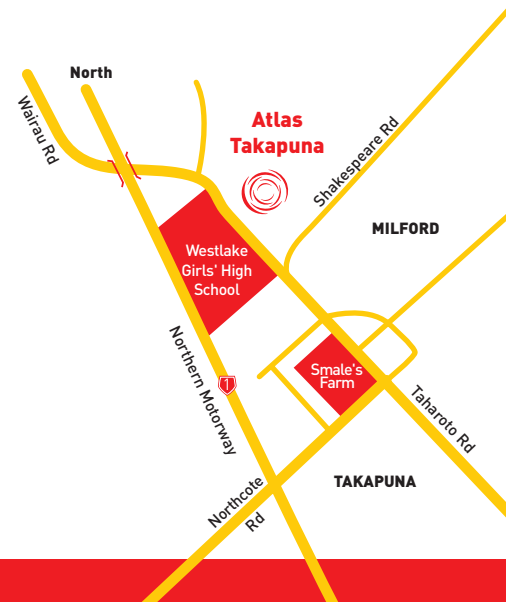 North
Wairau Rd
Atlas
Takapuna
Shakespeare Rd
MILFORD
Westlake
Girls' High
School
Northern Motorway
1
Smale's
Farm
Taharoto Rd
TAKAPUNA
Northcote
Rd